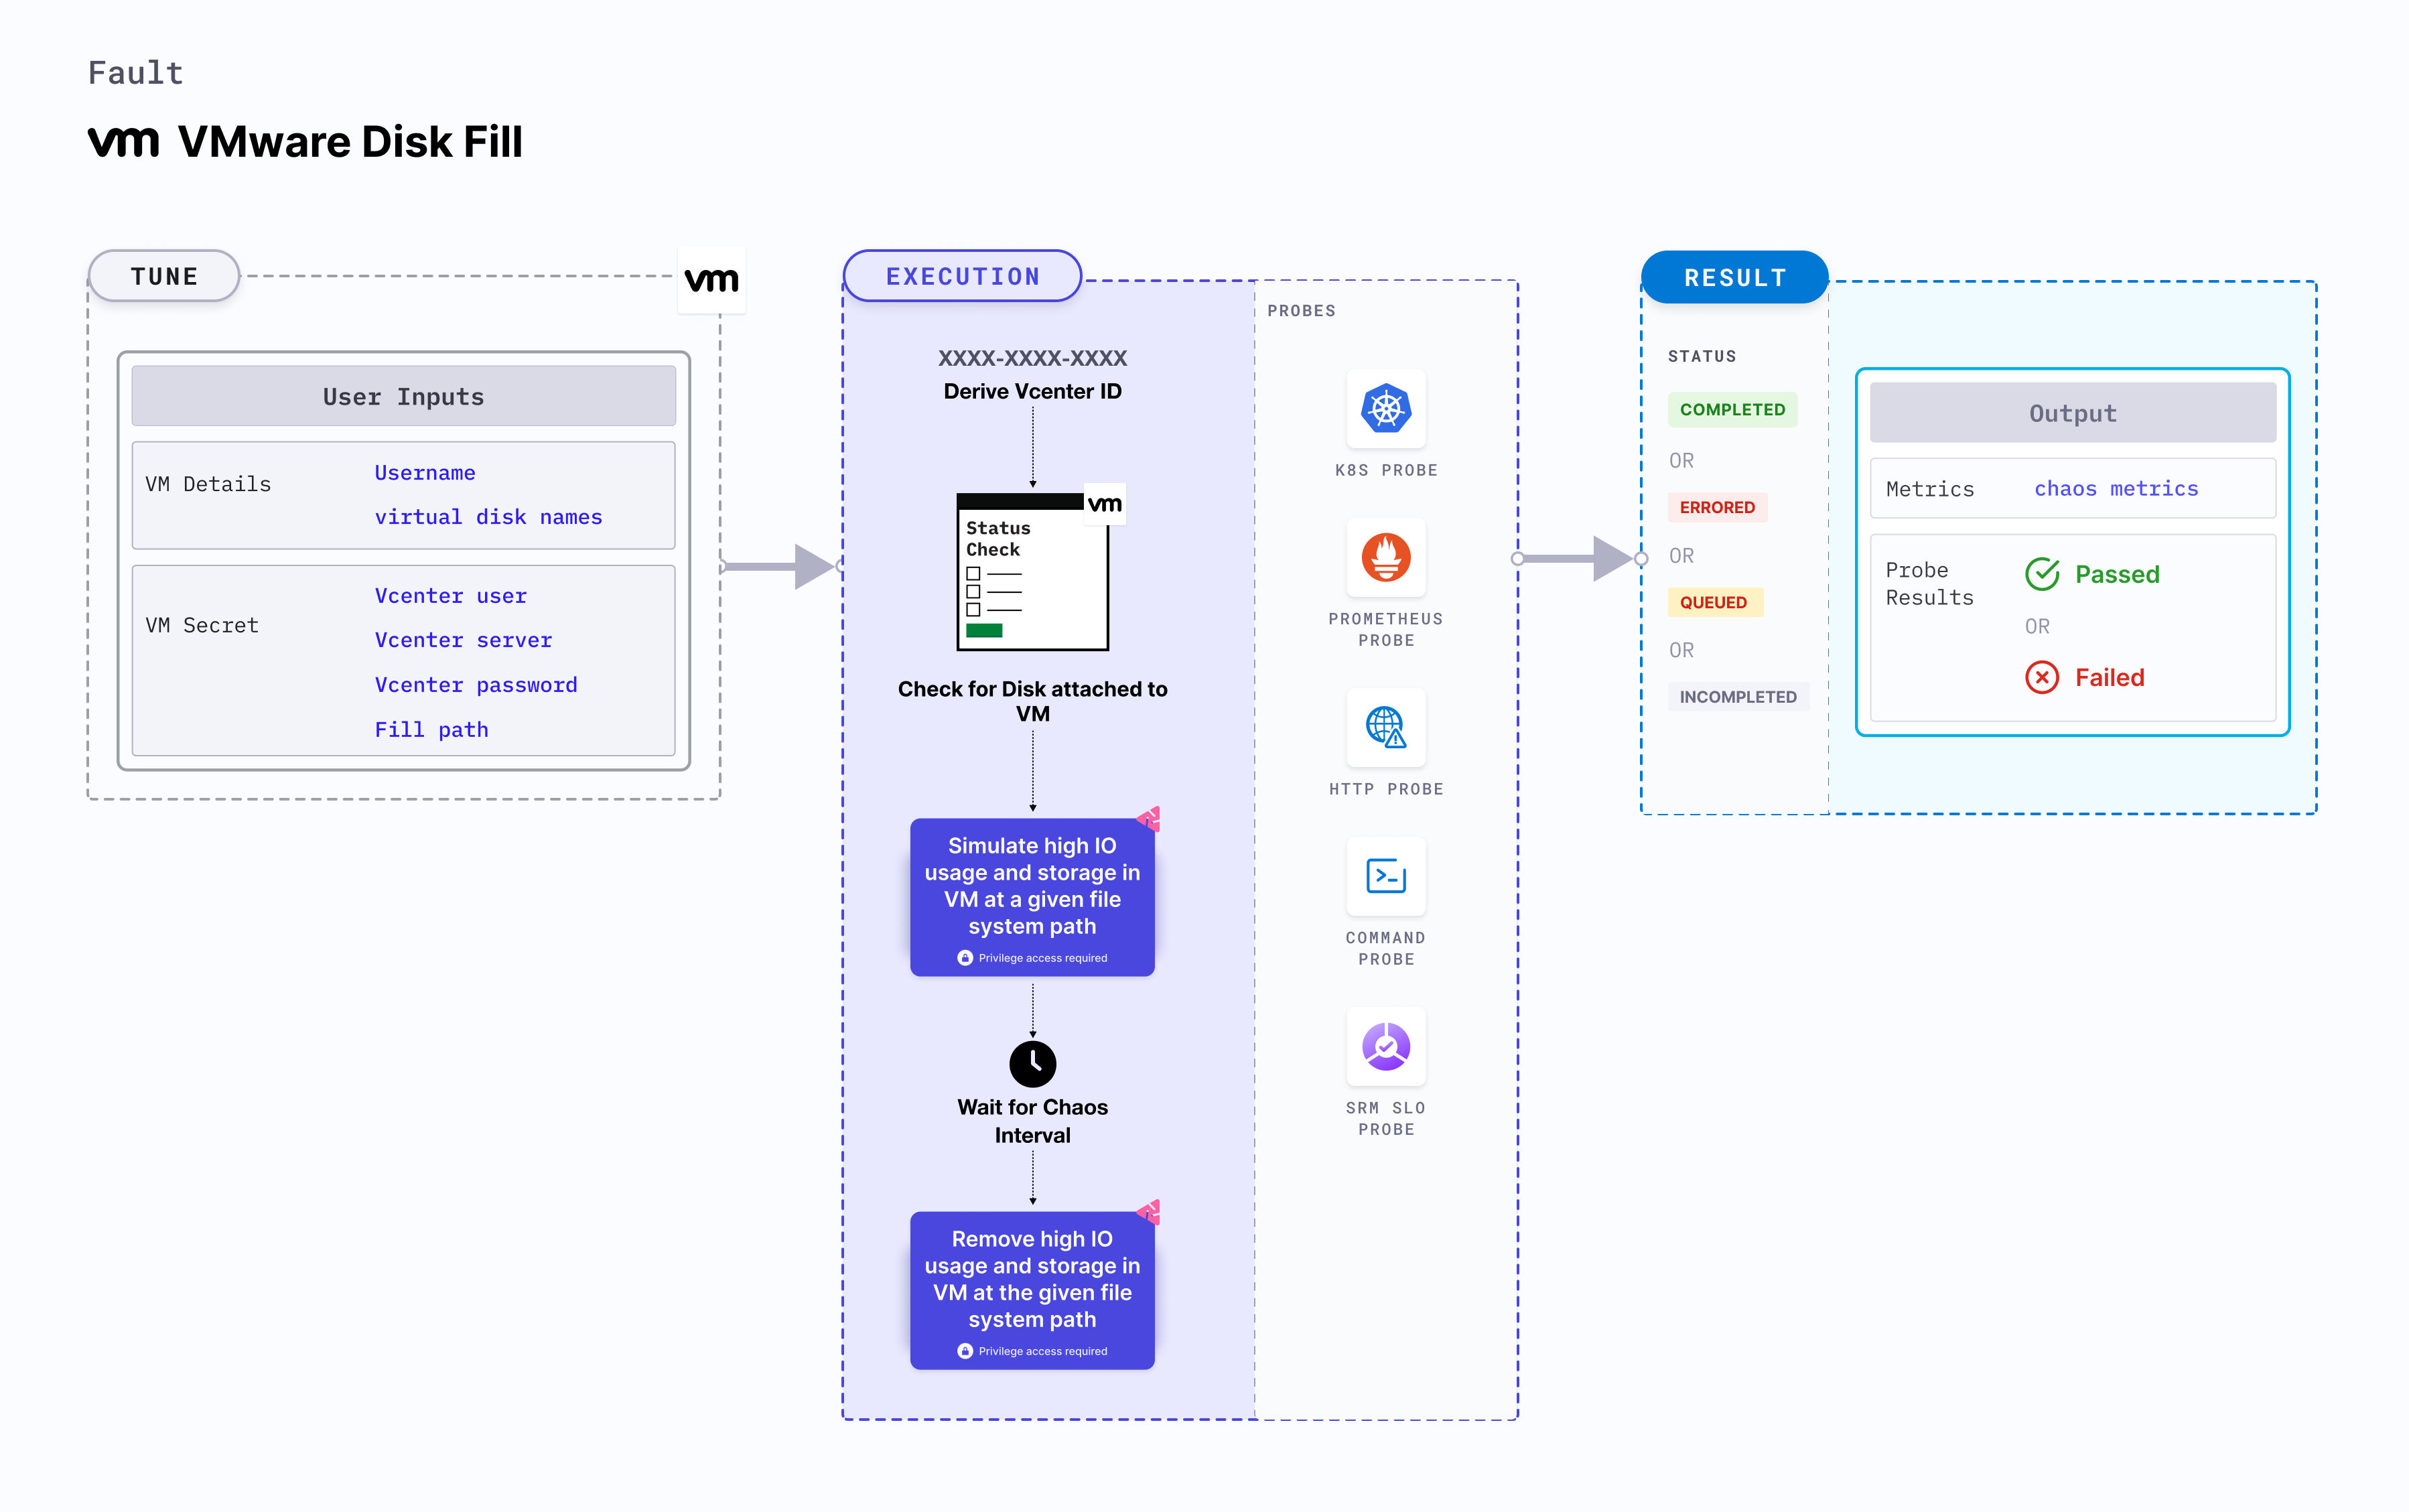 Fault
vm VMware Disk Fill
TUNE
vm
User Inputs
VM Details
Username
virtual disk names
VM Secret
Vcenter user
Vcenter server
Vcenter password
Fill path
EXECUTION
XXXX-XXXX-XXXX
Derive Vcenter ID
vm
Status
Check
Check for Disk attached to
VM
Simulate high IO
usage and storage in
VM at a given file
system path
Privilege access required
Wait for Chaos
Interval
Remove high IO
usage and storage in
VM at the given file
system path
Privilege access required
PROBES
K8S PROBE
PROMETHEUS
PROBE
HTTP PROBE
COMMAND
PROBE
SRM SLO
PROBE
RESULT
STATUS
COMPLETED
OR
ERRORED
OR
QUEUED
OR
INCOMPLETED
Output
Metrics
chaos metrics
Probe
Results
Passed
OR
Failed